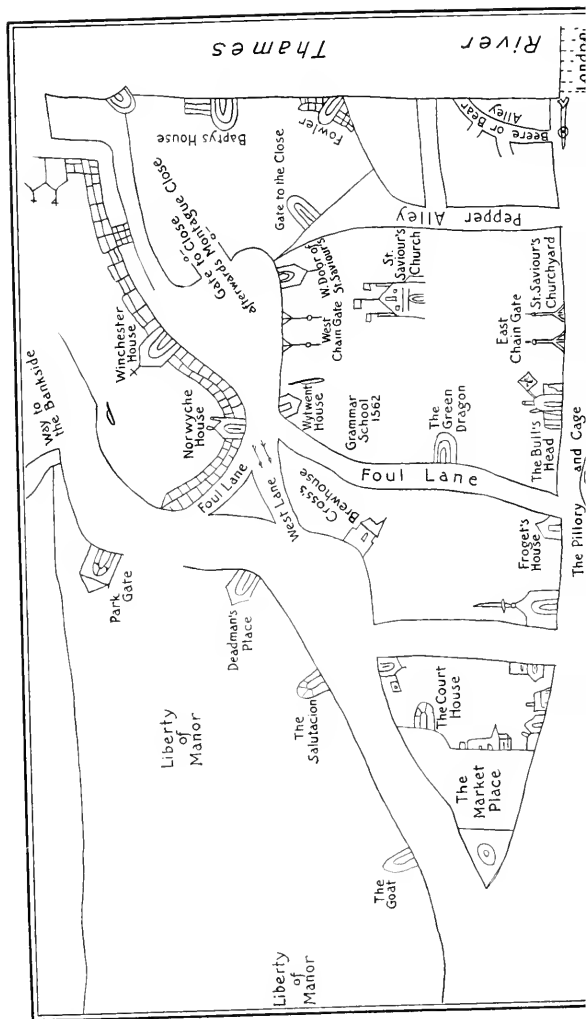 River Thames
London
Beere or Bear
Alley
Baptys House
Fowler
Gate to the Close
Pepper Alley
Gate
to Close
afterwards Montague Close
W. Door of
St. Saviour's
St.
Saviour's
Church
West
Chain Gate
East
Chain Gate
St. Saviour's
Churchyard
Winchester
House
Way to
the Bankside
Norwyche
House
Wytwent
House
Grammar
School
1562
The
Green
Dragon
The Bull's
Head
Foul Lane
Foul Lane
West Lane
Cross's
Brewhouse
Froget's
House
The Pillory and Cage
Park
Gate
Deadman's
Place
The
Salutacion
Liberty
of
Manor
The Court
House
The
Market
Place
The
Goat
Liberty
of
Manor